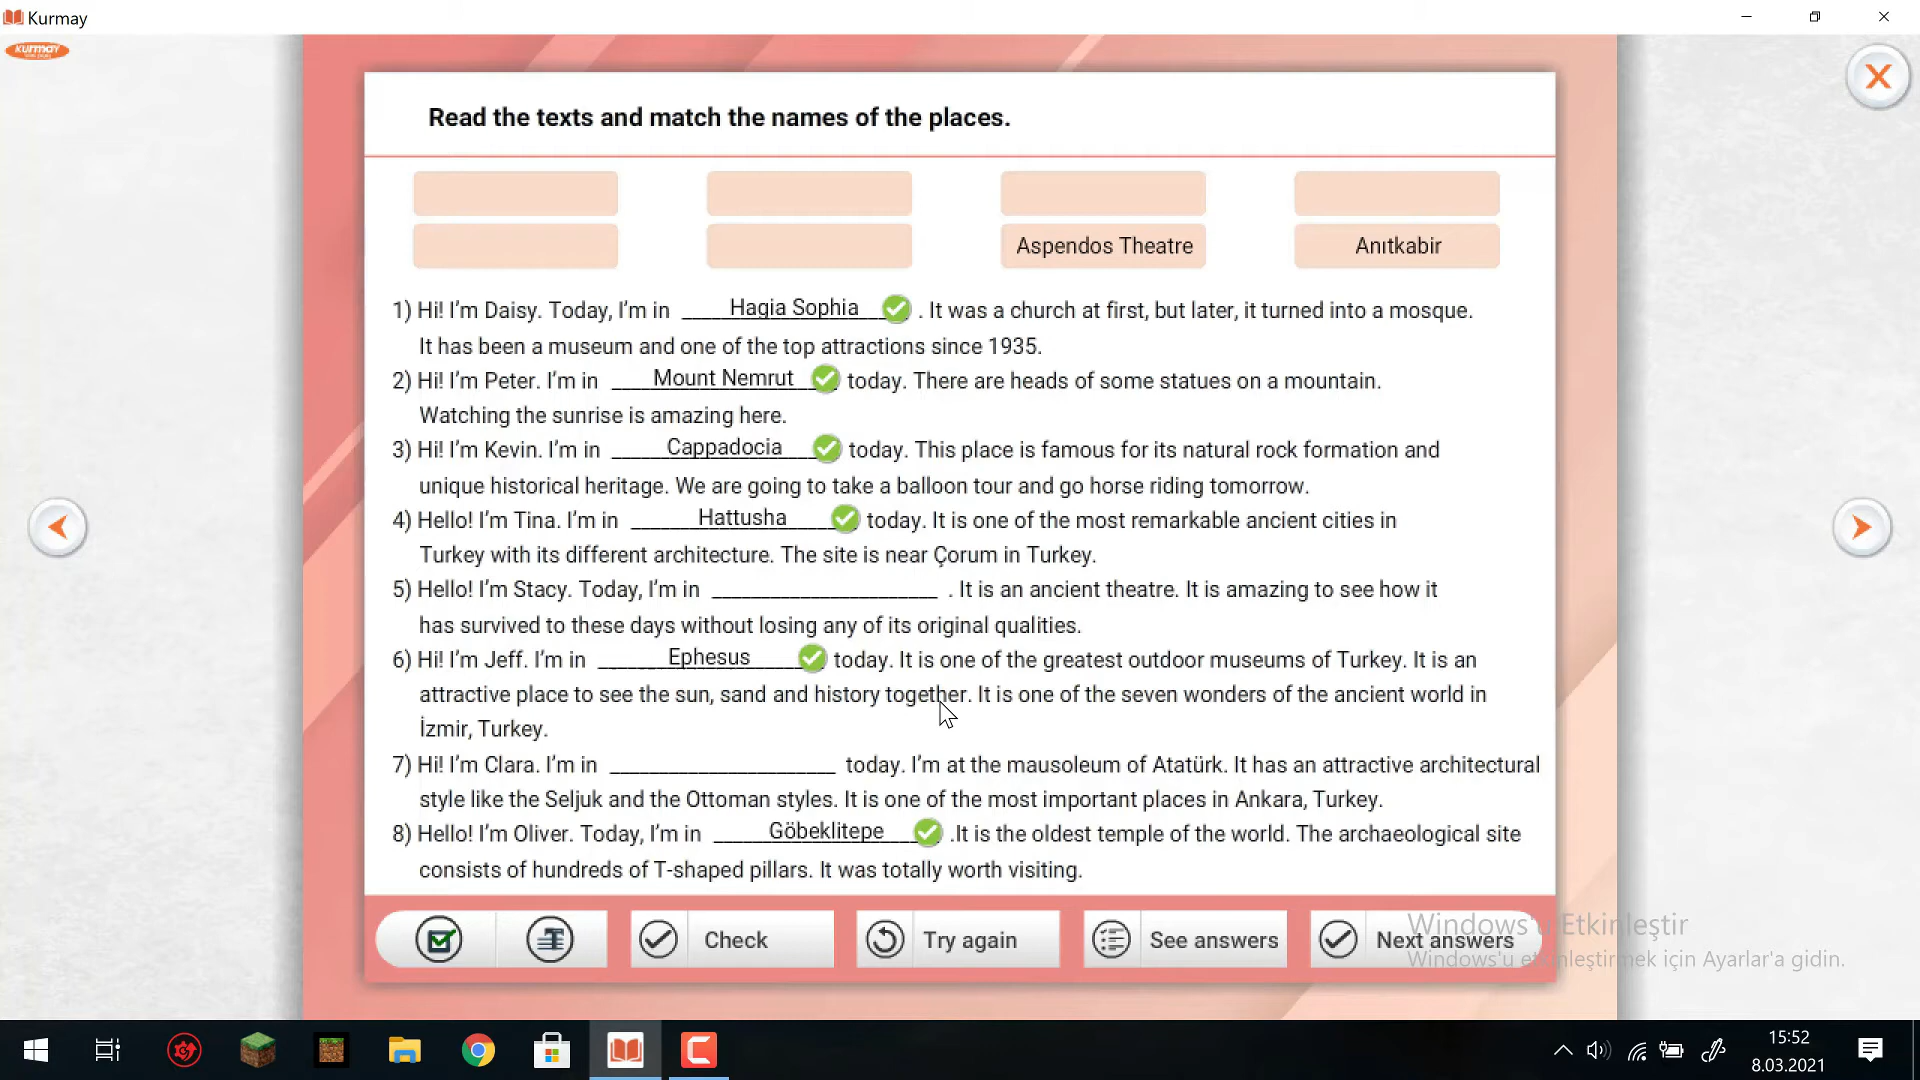 Kurmay
KURMAY
Read the texts and match the names of the places.
Aspendos Theatre
Anıtkabir
1) Hi! I'm Daisy. Today, I'm in Hagia Sophia . It was a church at first, but later, it turned into a mosque.
It has been a museum and one of the top attractions since 1935.
2) Hi! I'm Peter. I'm in Mount Nemrut today. There are heads of some statues on a mountain.
Watching the sunrise is amazing here.
3) Hi! I'm Kevin. I'm in Cappadocia today. This place is famous for its natural rock formation and
unique historical heritage. We are going to take a balloon tour and go horse riding tomorrow.
4) Hello! I'm Tina. I'm in Hattusha today. It is one of the most remarkable ancient cities in
Turkey with its different architecture. The site is near Çorum in Turkey.
5) Hello! I'm Stacy. Today, I'm in ______________________ . It is an ancient theatre. It is amazing to see how it
has survived to these days without losing any of its original qualities.
6) Hi! I'm Jeff. I'm in Ephesus today. It is one of the greatest outdoor museums of Turkey. It is an
attractive place to see the sun, sand and history together. It is one of the seven wonders of the ancient world in
İzmir, Turkey.
7) Hi! I'm Clara. I'm in ______________________ today. I'm at the mausoleum of Atatürk. It has an attractive architectural
style like the Seljuk and the Ottoman styles. It is one of the most important places in Ankara, Turkey.
8) Hello! I'm Oliver. Today, I'm in Göbeklitepe .It is the oldest temple of the world. The archaeological site
consists of hundreds of T-shaped pillars. It was totally worth visiting.
Check
Try again
See answers
Next answers
Windows'u Etkinleştir
Windows'u etkinleştirmek için Ayarlar'a gidin.
15:52
8.03.2021